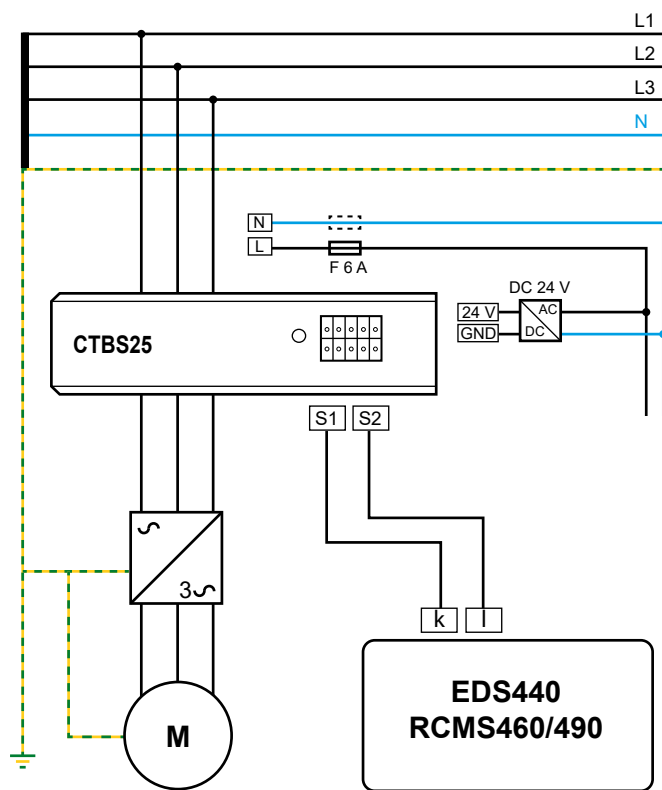 L1
L2
L3
N
N
L
F 6 A
DC 24 V
24 V
AC
GND
DC
CTBS25
S1
S2
3
k
l
EDS440
RCMS460/490
M